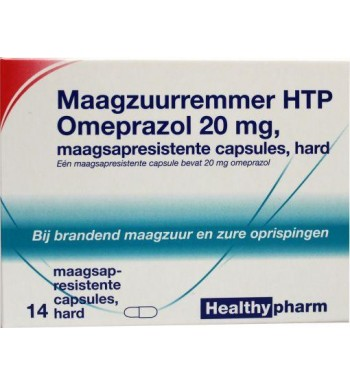 Maagzuurremmer HTP
Omeprazol 20 mg,
maagsapresistente capsules, hard
Eén maagsapresistente capsule bevat 20 mg omeprazol
Bij brandend maagzuur en zure oprispingen
maagsap-
resistente
capsules,
14 hard
Healthypharm